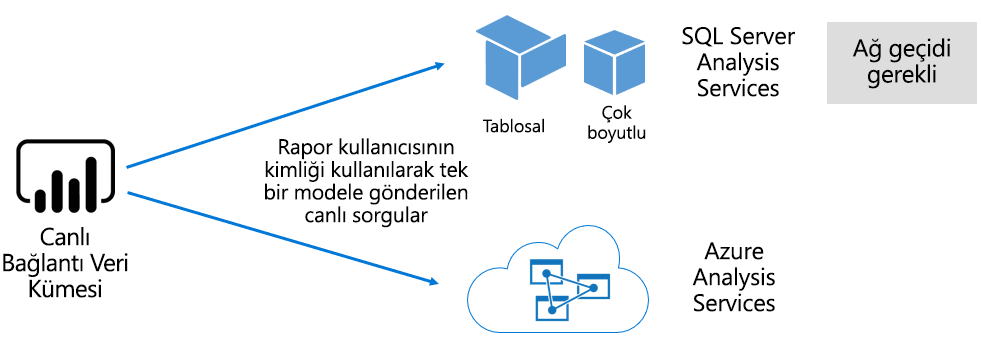 Canlı
Bağlantı Veri
Kümesi
Rapor kullanıcısının
kimliği kullanılarak tek
bir modele gönderilen
canlı sorgular
Tablosal
Çok
boyutlu
SQL Server
Analysis
Services
Ağ geçidi
gerekli
Azure
Analysis
Services